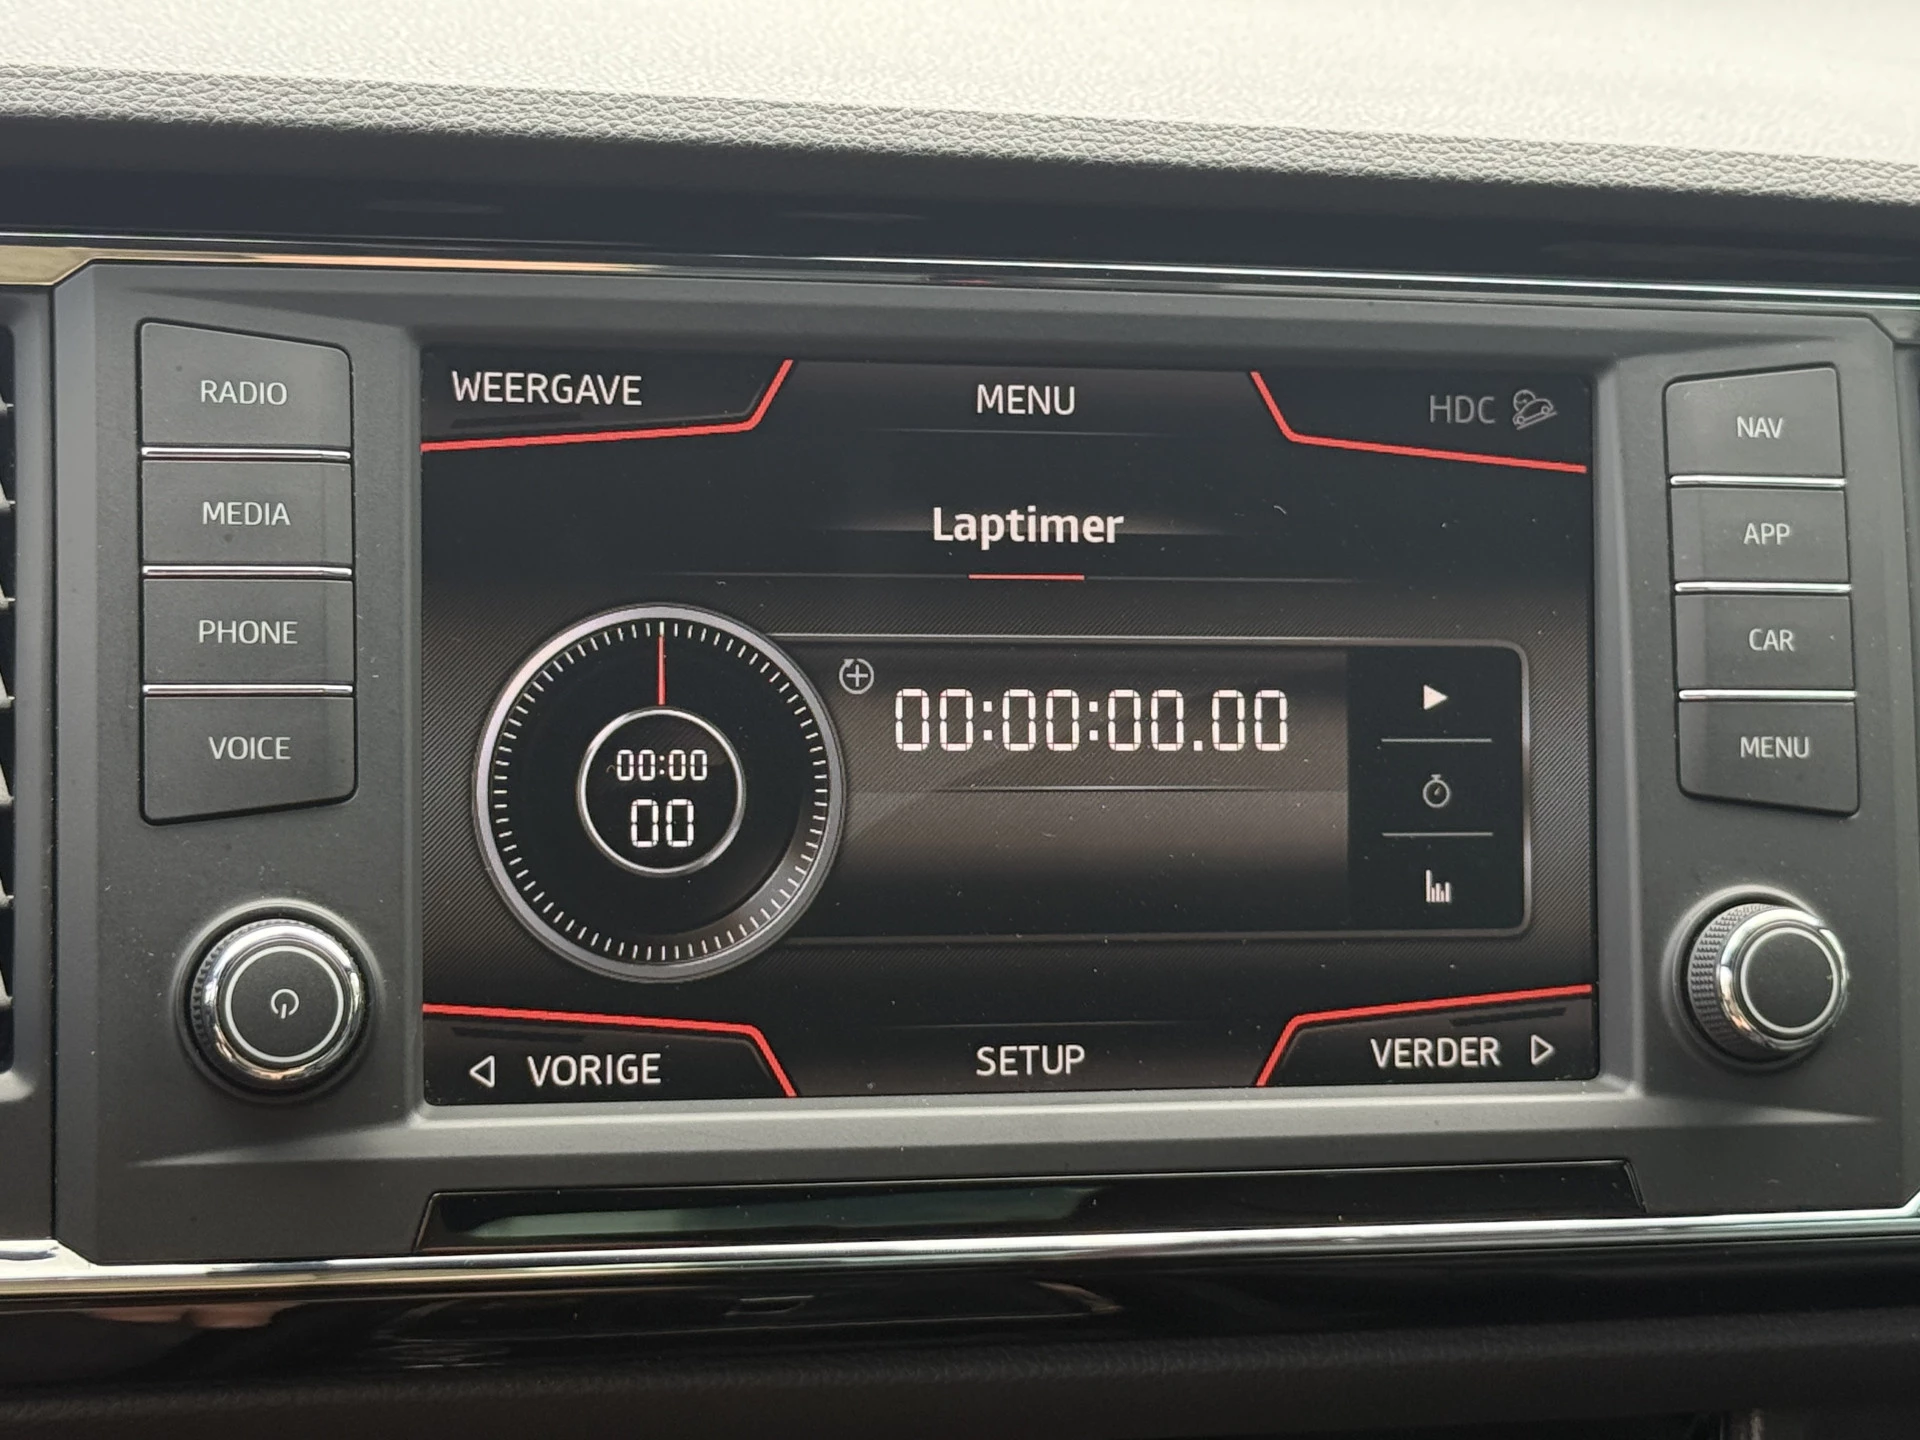 RADIO
MEDIA
PHONE
VOICE
WEERGAVE
MENU
HDC
Laptimer
00:00
00
00:00:00.00
VORIGE
SETUP
VERDER
NAV
APP
CAR
MENU